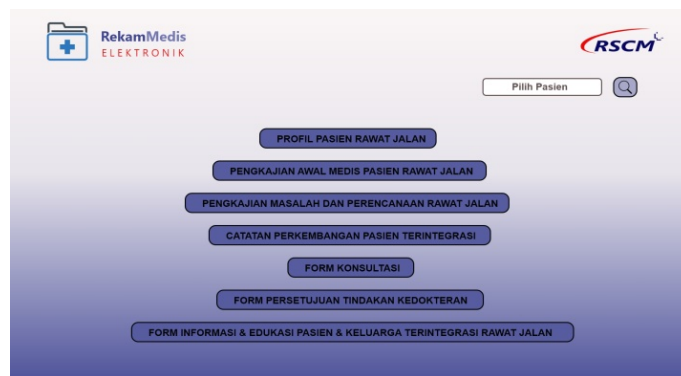 RekamMedis
ELEKTRONIK
RSCM
Pilih Pasien
PROFIL PASIEN RAWAT JALAN
PENGKAJIAN AWAL MEDIS PASIEN RAWAT JALAN
PENGKAJIAN MASALAH DAN PERENCANAAN RAWAT JALAN
CATATAN PERKEMBANGAN PASIEN TERINTEGRASI
FORM KONSULTASI
FORM PERSETUJUAN TINDAKAN KEDOKTERAN
FORM INFORMASI & EDUKASI PASIEN & KELUARGA TERINTEGRASI RAWAT JALAN